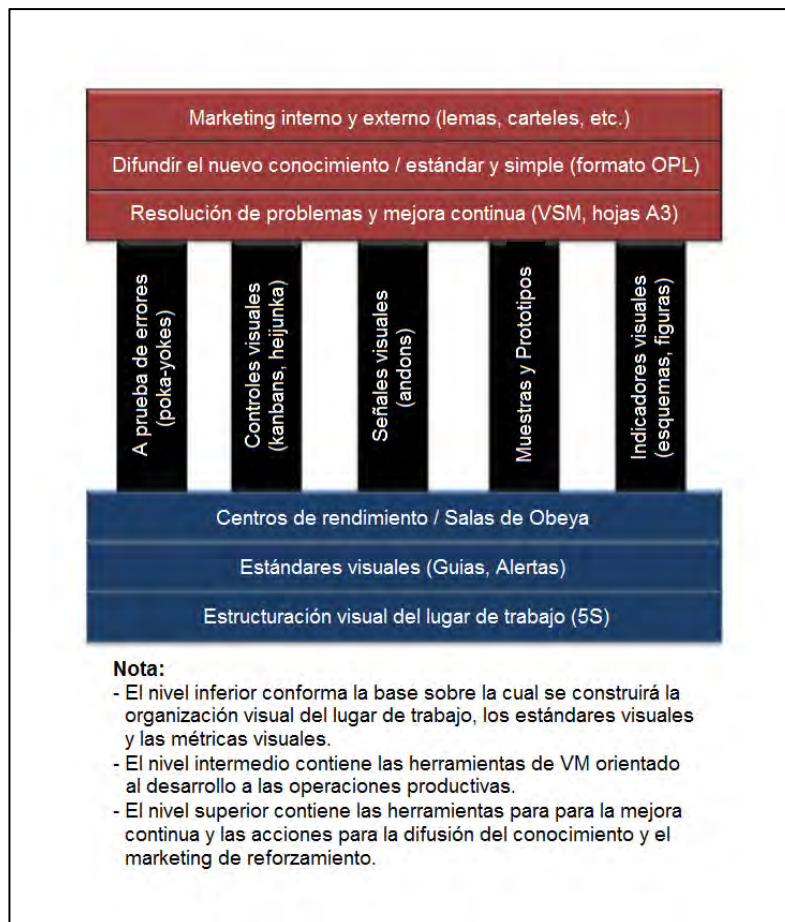 Marketing interno y externo (lemas, carteles, etc.)
Difundir el nuevo conocimiento / estándar y simple (formato OPL)
Resolución de problemas y mejora continua (VSM, hojas A3)
A prueba de errores
(poka-yokes)
Controles visuales
(kanbans, heijunka)
Señales visuales
(andons)
Muestras y Prototipos
Indicadores visuales
(esquemas, figuras)
Centros de rendimiento / Salas de Obeya
Estándares visuales (Guias, Alertas)
Estructuración visual del lugar de trabajo (5S)
Nota:
- El nivel inferior conforma la base sobre la cual se construirá la
organización visual del lugar de trabajo, los estándares visuales
y las métricas visuales.
- El nivel intermedio contiene las herramientas de VM orientado
al desarrollo a las operaciones productivas.
- El nivel superior contiene las herramientas para para la mejora
continua y las acciones para la difusión del conocimiento y el
marketing de reforzamiento.